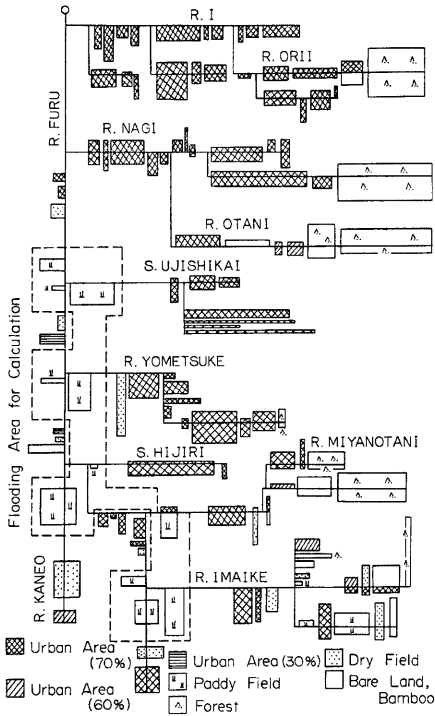 R. I
R. ORII
R. FURU
R. NAGI
R. OTANI
S. UJISHIKAI
R. YOMETSUKE
Flooding Area for Calculation
S. HIJIRI
R. MIYANOTANI
R. KANEO
R. IMAIKE
Urban Area (70%)
Urban Area (30%)
Dry Field
Urban Area (60%)
Paddy Field
Bare Land, Bamboo
Forest